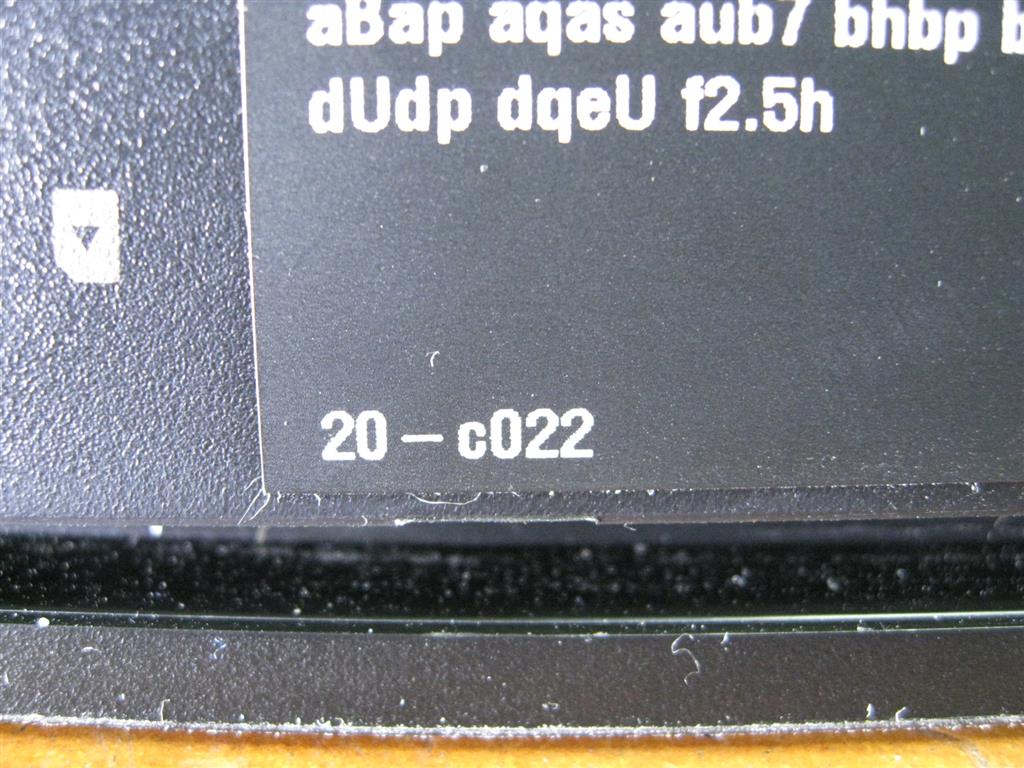 aBap aqas aub7 bhbp
dUdp dqeU f2.5h
20-c022